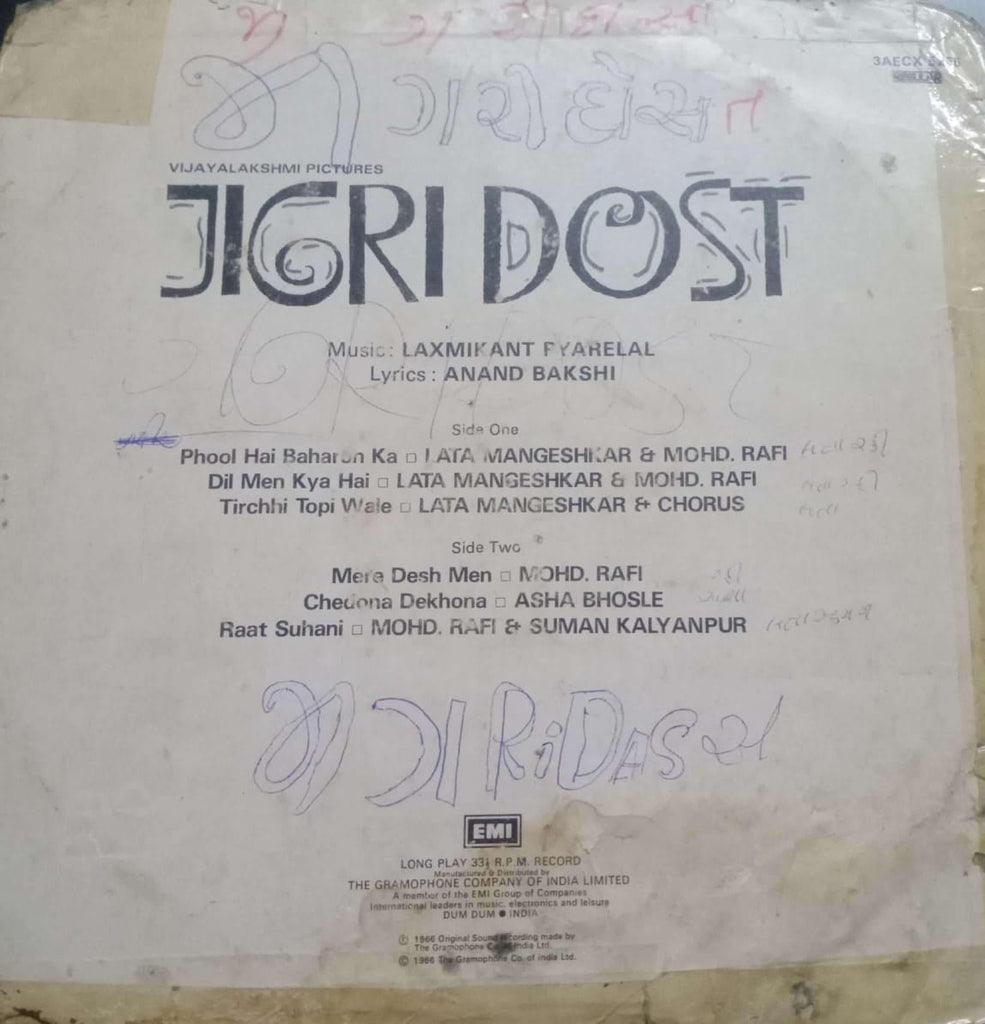 3AECX
VIJAYALAKSHMI PICTURES
JIGRI DOST
Music: LAXMIKANT PYARELAL
Lyrics : ANAND BAKSHI
Side One
Phool Hai Baharon Ka □ LATA MANGESHKAR & MOHD. RAFI
Dil Men Kya Hai □ LATA MANGESHKAR & MOHD. RAFI
Tirchhi Topi Wale □ LATA MANGESHKAR & CHORUS
Side Two
Mere Desh Men □ MOHD. RAFI
Chedona Dekhona □ ASHA BHOSLE
Raat Suhani □ MOHD. RAFI & SUMAN KALYANPUR
EMI
LONG PLAY 33⅓ R.P.M. RECORD
Manufactured & Distributed by
THE GRAMOPHONE COMPANY OF INDIA LIMITED
A member of the EMI Group of Companies
International leaders in music, electronics and leisure
DUM DUM ● INDIA
℗ 1966 Original Sound recording made by
The Gramophone Co. of India Ltd.
© 1966 The Gramophone Co. of India Ltd.